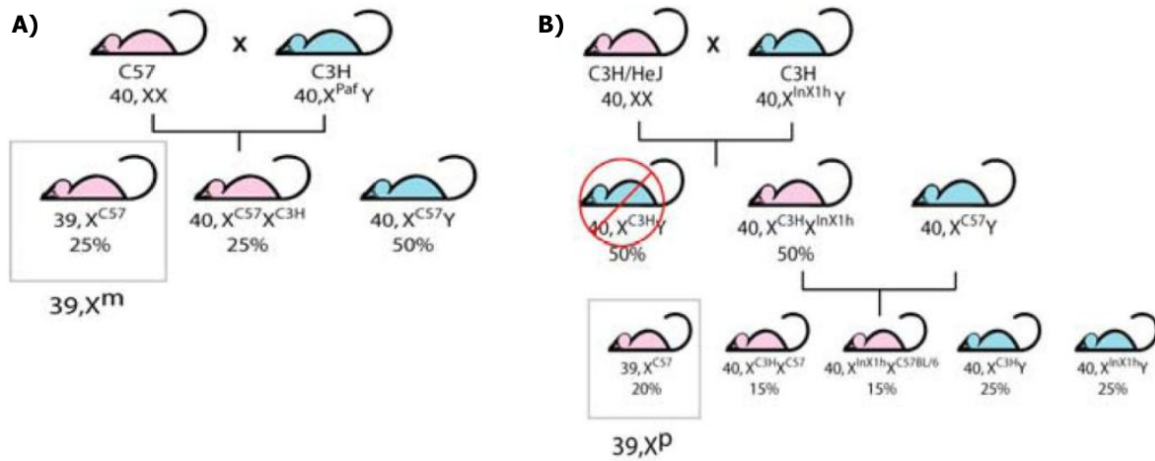 A)
C57
X
C3H
40, XX
40,X^Paf Y
39, X^C57
40, X^C57X^C3H
40, X^C57Y
25%
25%
50%
39,X^m
B)
C3H/HeJ
X
C3H
40, XX
40,X^InX1h Y
40, X^C3HY
40, X^C3HX^InX1h
40, X^C57Y
50%
50%
39, X^C57
40, X^C3HX^C57
40, X^InX1hX^C57BL/6
40, X^C3HY
40, X^InX1hY
20%
15%
15%
25%
25%
39,X^p